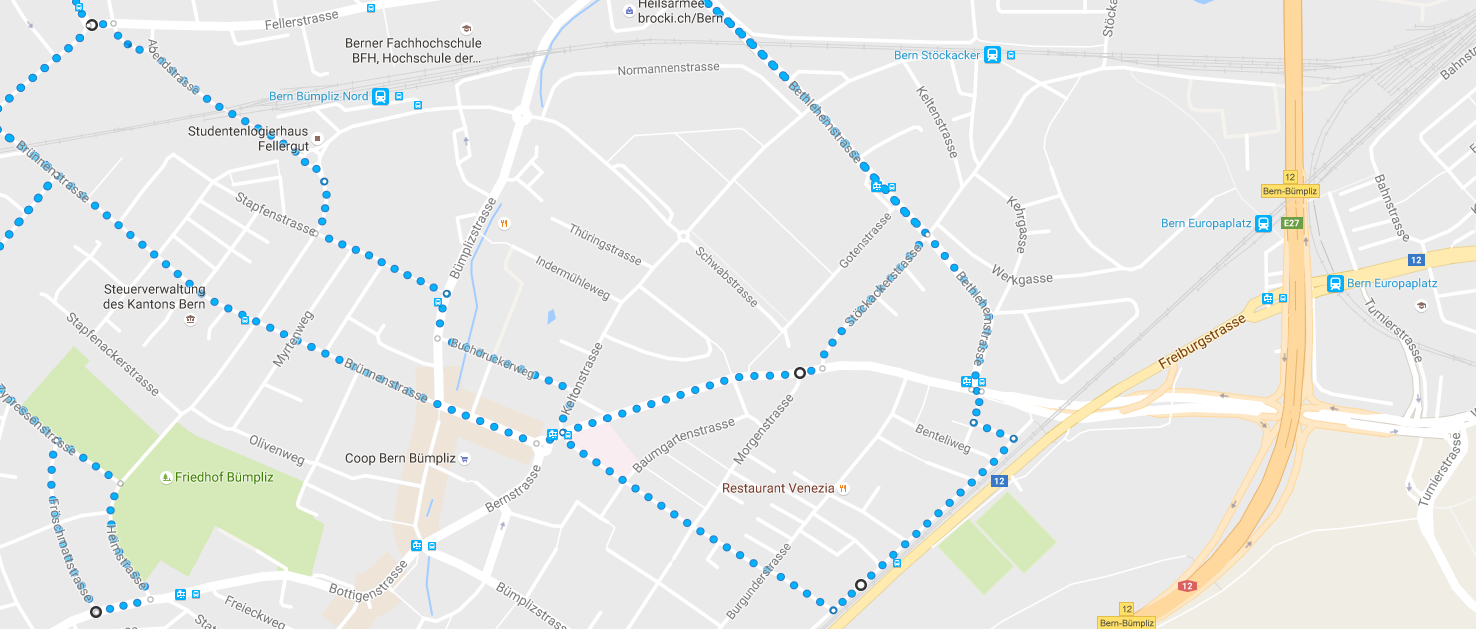 Heilsarmee
brocki.ch/Bern
Fellerstrasse
Stöcka
Berner Fachhochschule
BFH, Hochschule der...
Abendstrasse
Bern Stöckacker
Normannenstrasse
Bahnst
Bern Bümpliz Nord
Bethlehemstrasse
Keltenstrasse
Studentenlogierhaus
Fellergut
Brünnenstrasse
12
Bern-Bümpliz
Bahnstrasse
Stapfenstrasse
Bümplizstrasse
Thüringstrasse
Gotenstrasse
Kehrgasse
Bern Europaplatz
E27
Indermühleweg
Schwabstrasse
Stöckackerstrasse
Bethlehemstrasse
Werkgasse
12
Bern Europaplatz
Steuerverwaltung
des Kantons Bern
Stapfenackerstrasse
Myrtenweg
Brünnenstrasse
Buchdruckerweg
Keltonstrasse
Freiburgstrasse
Turnierstrasse
Zypressenstrasse
Olivenweg
Coop Bern Bümpliz
Baumgartenstrasse
Morgenstrasse
Benteliweg
Friedhof Bümpliz
Bernstrasse
Restaurant Venezia
12
Turnierstrasse
Fröschmattstrasse
Heimstrasse
Bottigenstrasse
Bümplizstrasse
Burgunderstrasse
12
Freieckweg
12
Bern-Bümpliz